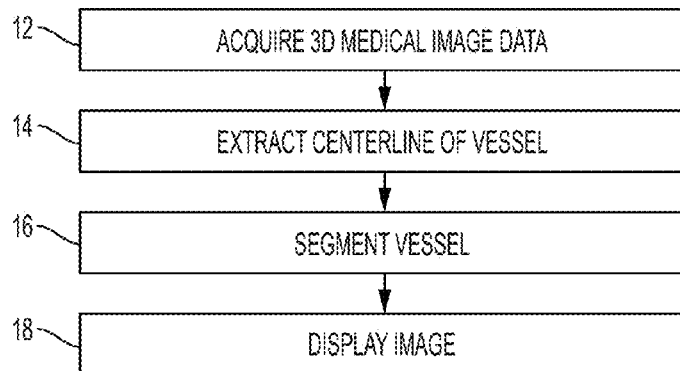 12
ACQUIRE 3D MEDICAL IMAGE DATA
14
EXTRACT CENTERLINE OF VESSEL
16
SEGMENT VESSEL
18
DISPLAY IMAGE